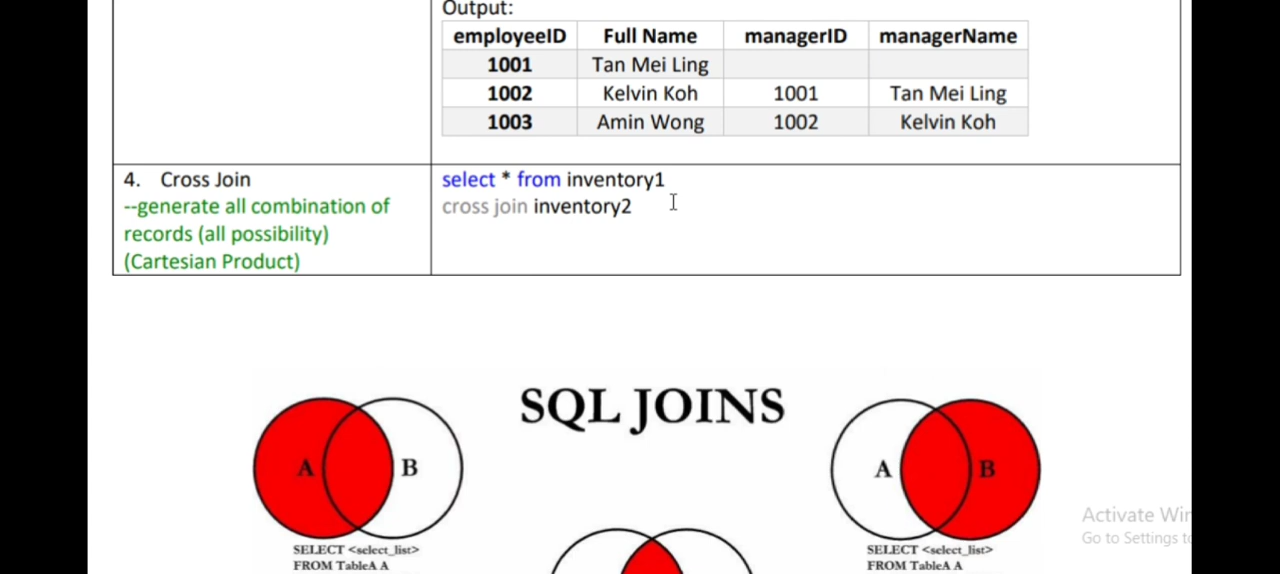 Output:
employeeID Full Name managerID managerName
1001 Tan Mei Ling
1002 Kelvin Koh 1001 Tan Mei Ling
1003 Amin Wong 1002 Kelvin Koh
4. Cross Join
--generate all combination of
records (all possibility)
(Cartesian Product)
select * from inventory1
cross join inventory2
SQL JOINS
A B
A B
SELECT <select_list>
FROM TableA A
SELECT <select_list>
FROM TableA A
Activate Win
Go to Settings t